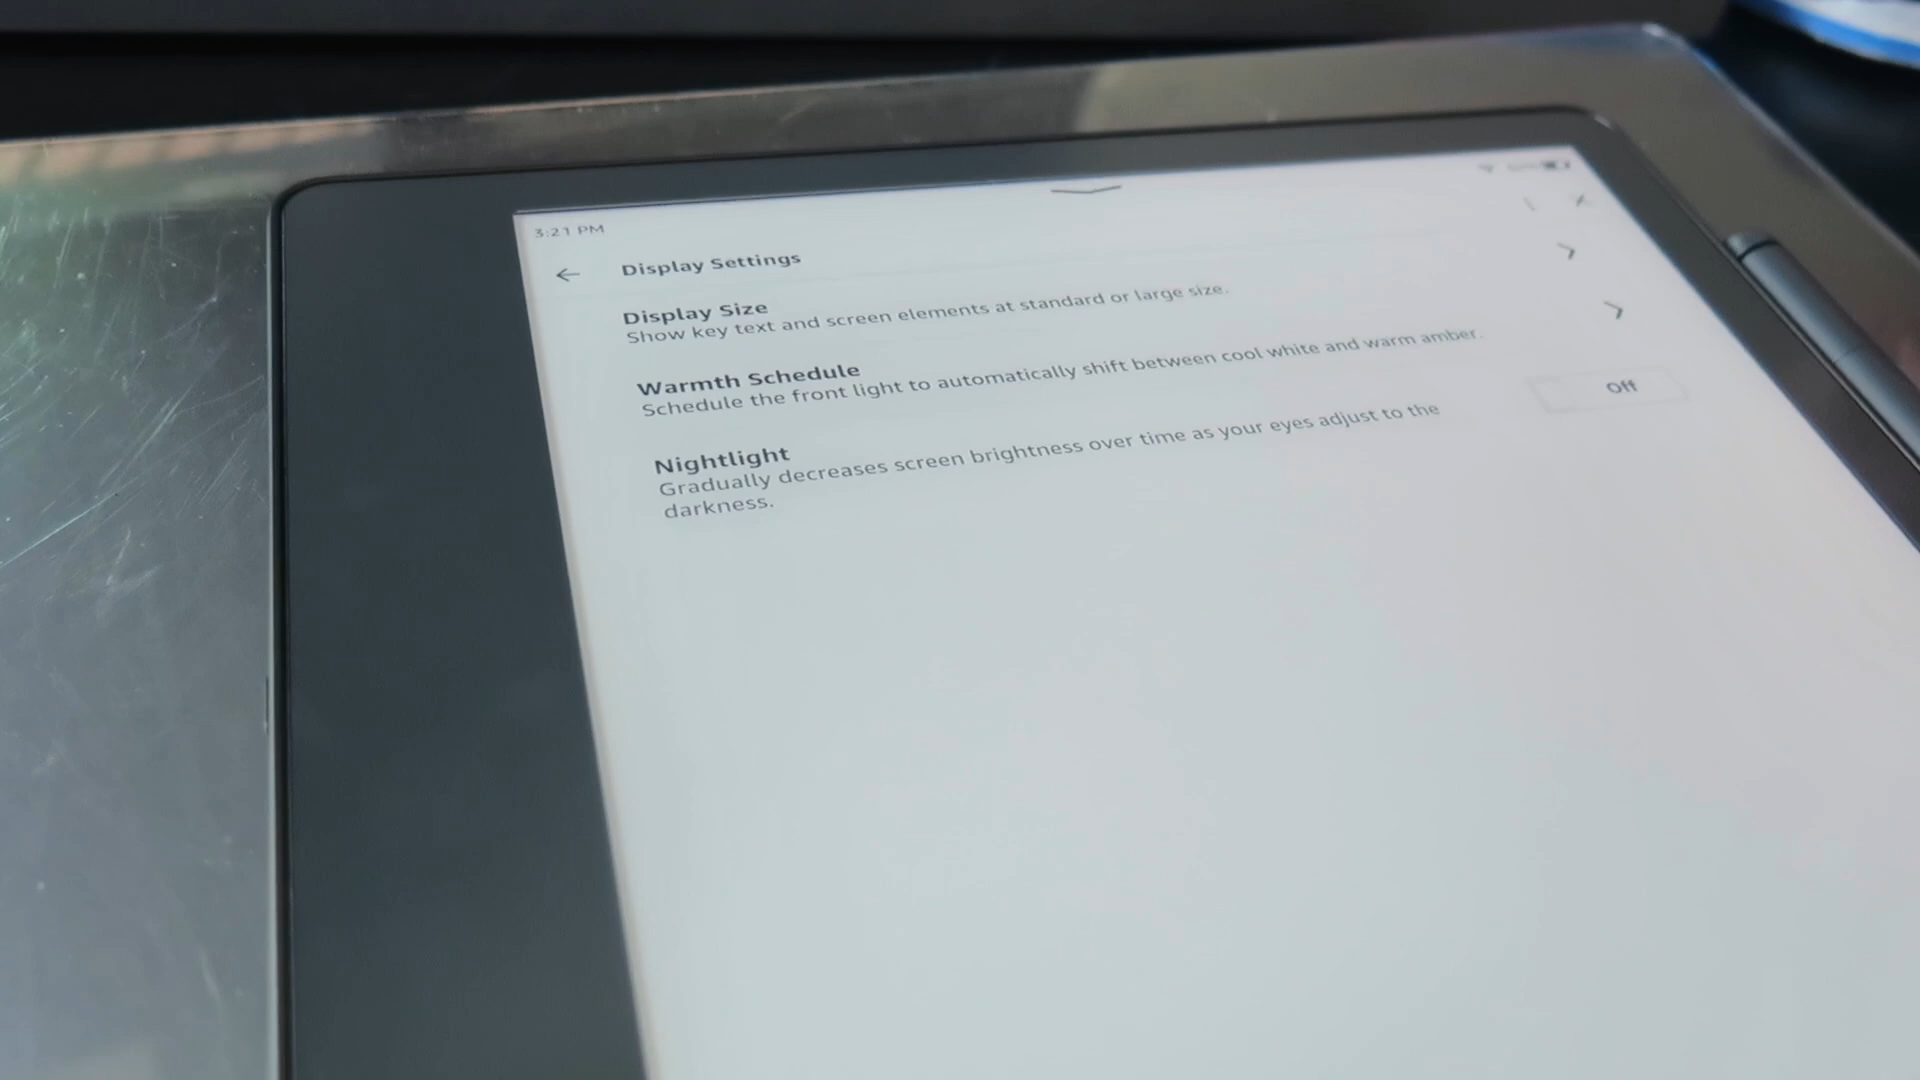 3:21 PM
Display Settings
Display Size
Show key text and screen elements at standard or large size.
Warmth Schedule
Schedule the front light to automatically shift between cool white and warm amber.
Nightlight
Off
Gradually decreases screen brightness over time as your eyes adjust to the
darkness.